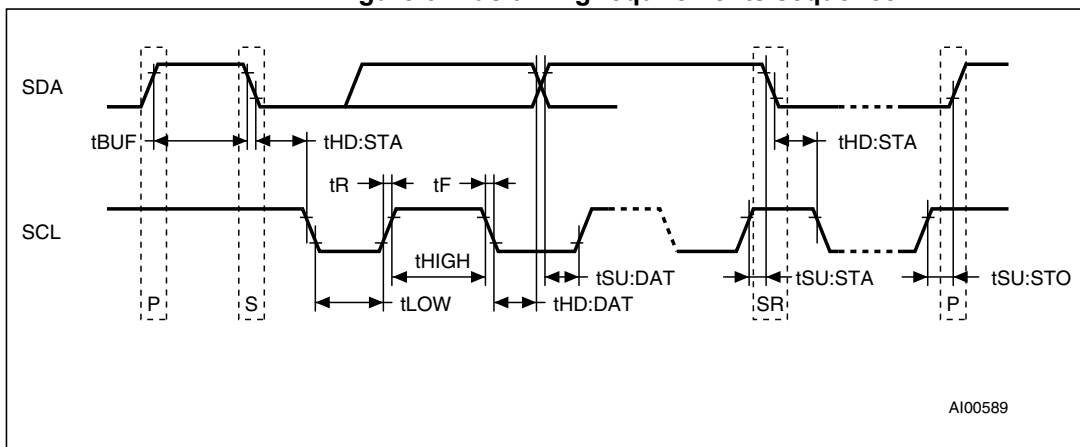 SDA
tBUF
tHD:STA
tHD:STA
tR
tF
SCL
tHIGH
tSU:DAT
tSU:STA
tSU:STO
P
S
tLOW
tHD:DAT
SR
P
AI00589